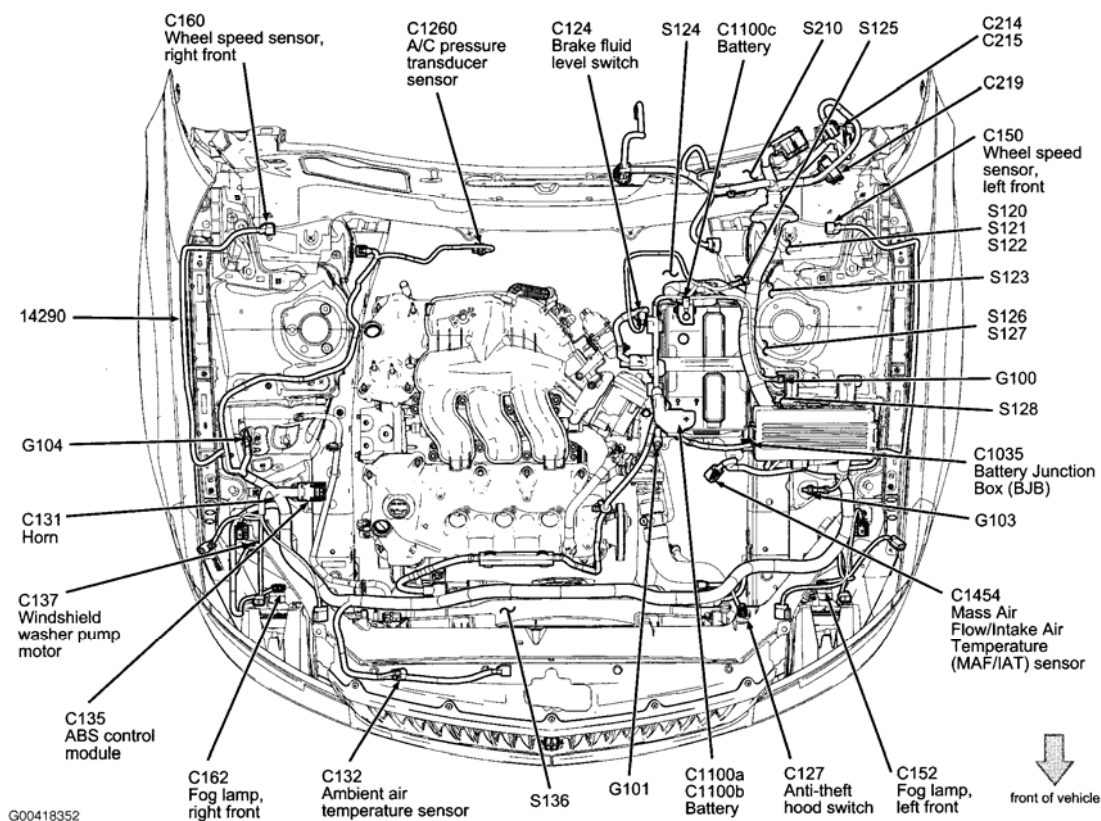 C160
Wheel speed sensor,
right front
C1260
A/C pressure
transducer
sensor
C124
Brake fluid
level switch
S124
C1100c
Battery
S210
S125
C214
C215
C219
C150
Wheel speed
sensor,
left front
S120
S121
S122
S123
S126
S127
G100
S128
C1035
Battery Junction
Box (BJB)
G103
C1454
Mass Air
Flow/Intake Air
Temperature
(MAF/IAT) sensor
14290
G104
C131
Horn
C137
Windshield
washer pump
motor
C135
ABS control
module
C162
Fog lamp,
right front
C132
Ambient air
temperature sensor
S136
G101
C1100a
C1100b
Battery
C127
Anti-theft
hood switch
C152
Fog lamp,
left front
front of vehicle
G00418352